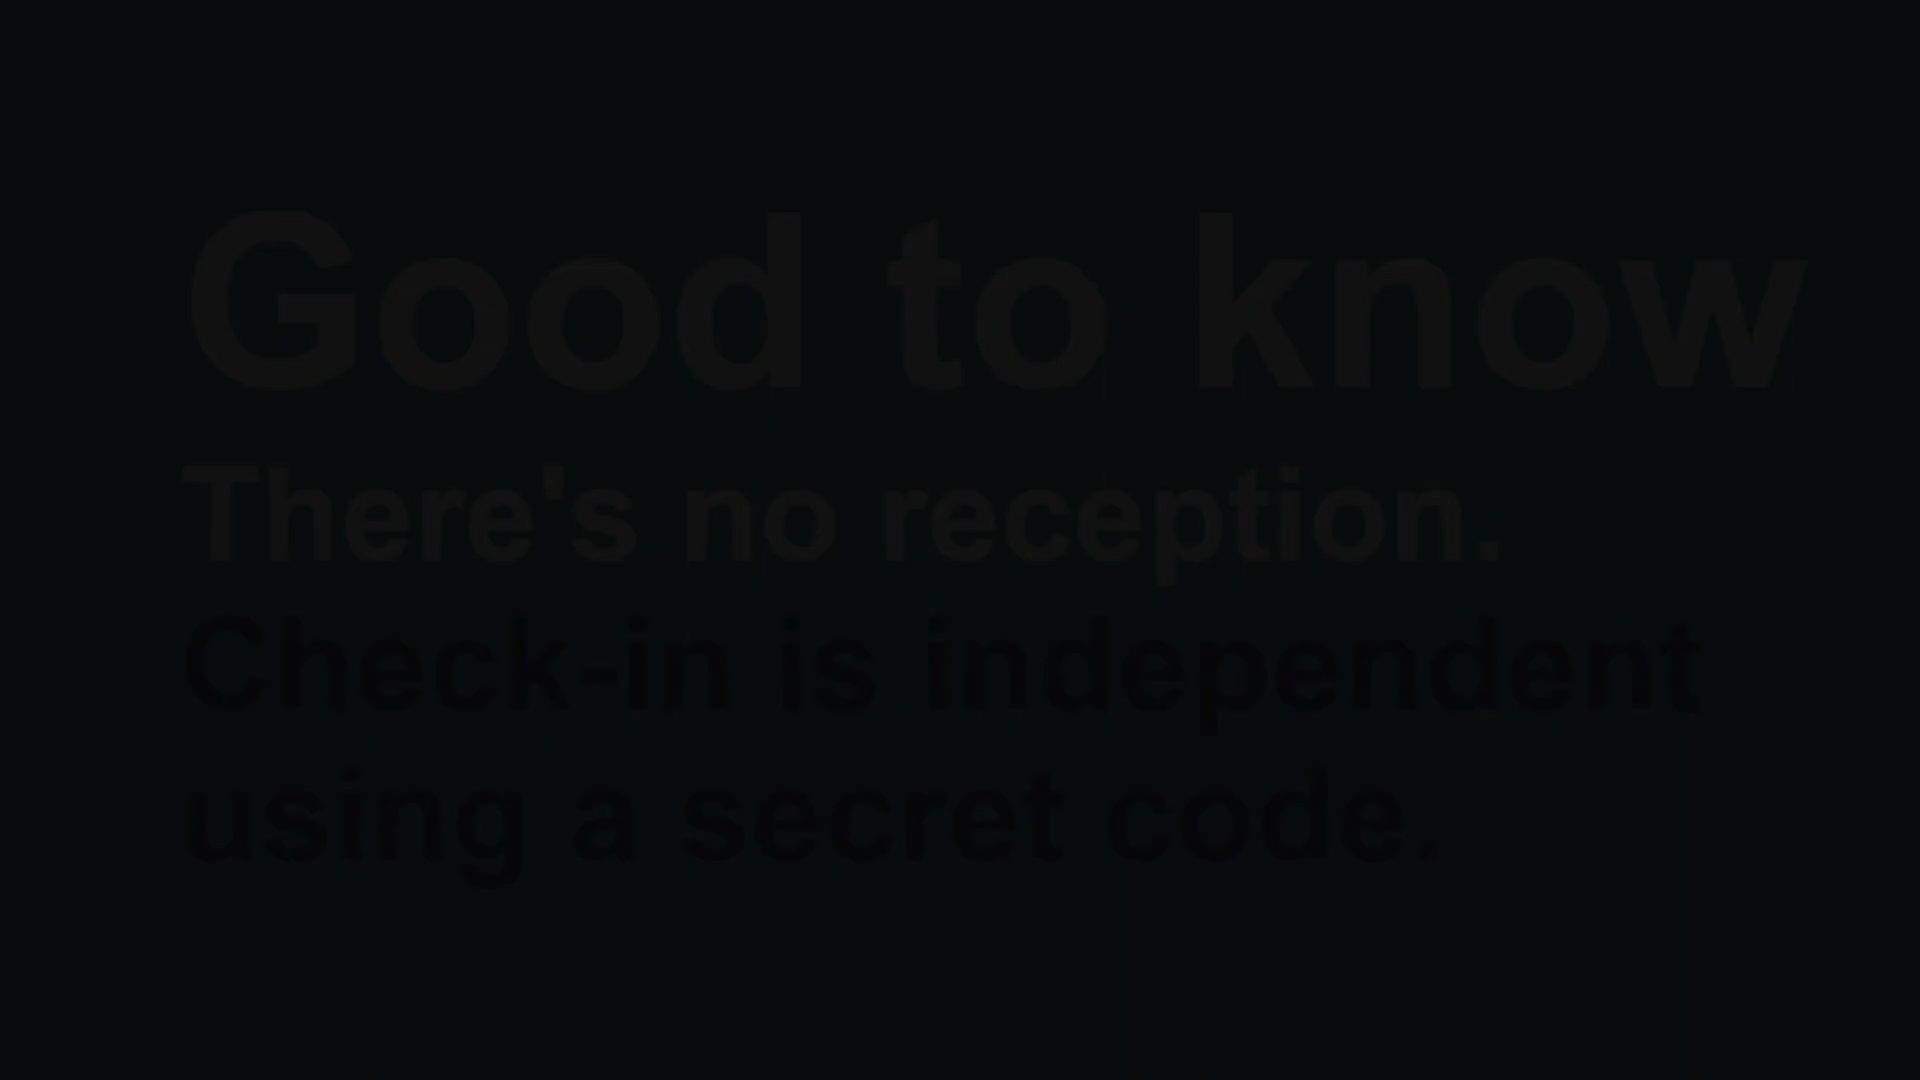 Good to know
There's no reception.
Check-in is independent
using a secret code.